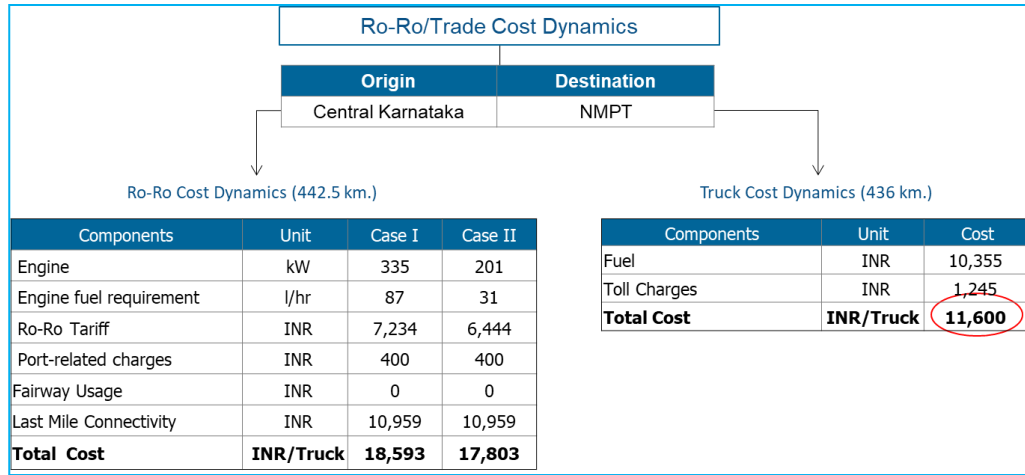 Ro-Ro/Trade Cost Dynamics
Origin Destination
Central Karnataka NMPT
Ro-Ro Cost Dynamics (442.5 km.)
Components Unit Case I Case II
Engine kW 335 201
Engine fuel requirement l/hr 87 31
Ro-Ro Tariff INR 7,234 6,444
Port-related charges INR 400 400
Fairway Usage INR 0 0
Last Mile Connectivity INR 10,959 10,959
Total Cost INR/Truck 18,593 17,803
Truck Cost Dynamics (436 km.)
Components Unit Cost
Fuel INR 10,355
Toll Charges INR 1,245
Total Cost INR/Truck 11,600